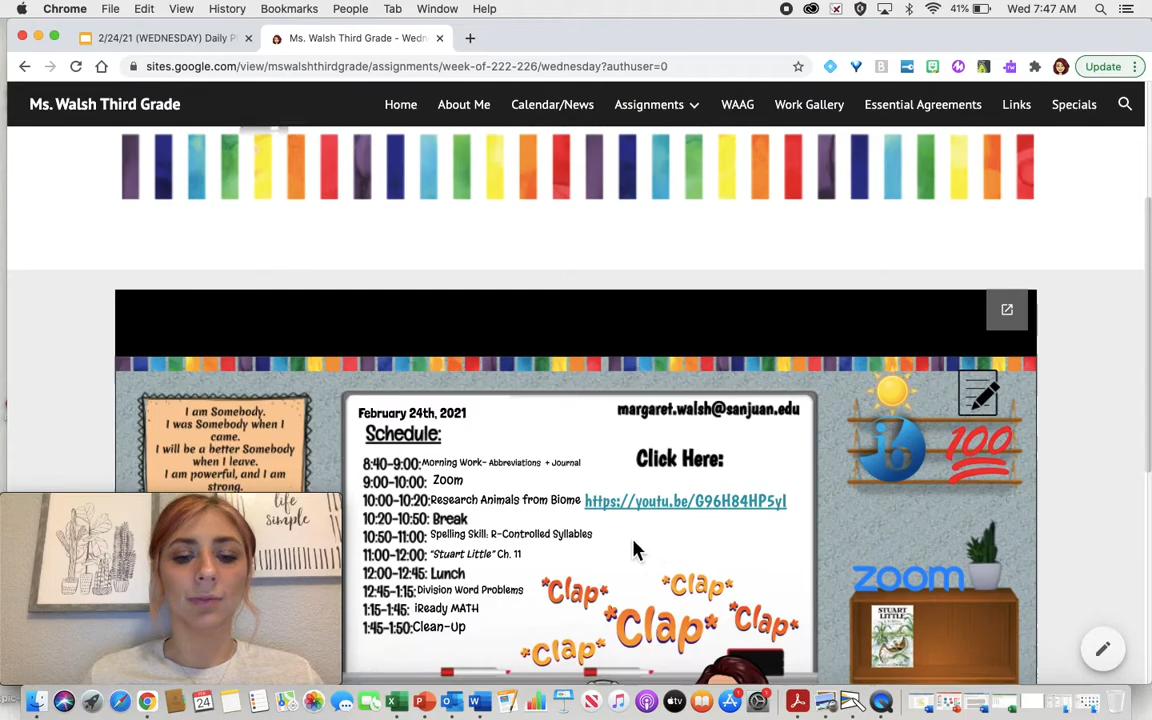 Chrome File Edit View History Bookmarks People Tab Window Help 41% Wed 7:47 AM
2/24/21 (WEDNESDAY) Daily P
Ms. Walsh Third Grade - Wedn
sites.google.com/view/mswalshthirdgrade/assignments/week-of-222-226/wednesday?authuser=0
Update
Ms. Walsh Third Grade
Home About Me Calendar/News Assignments WAAG Work Gallery Essential Agreements Links Specials
I am Somebody.
I was Somebody when I
came.
I will be a better Somebody
when I leave.
I am powerful, and I am
strong.
February 24th, 2021
margaret.walsh@sanjuan.edu
Schedule:
Click Here:
https://youtu.be/G96H84HP5yI
8:40-9:00: Morning Work- Abbreviations + Journal
9:00-10:00: Zoom
10:00-10:20: Research Animals from Biome
10:20-10:50: Break
10:50-11:00: Spelling Skill: R-Controlled Syllables
11:00-12:00: "Stuart Little" Ch. 11
12:00-12:45: Lunch
12:45-1:15: Division Word Problems
1:15-1:45: iReady MATH
1:45-1:50: Clean-Up
*Clap*
*Clap*
*Clap*
*Clap*
*Clap*
ib
100
zoom
STUART
LITTLE
life
simple
FEB
24
tv